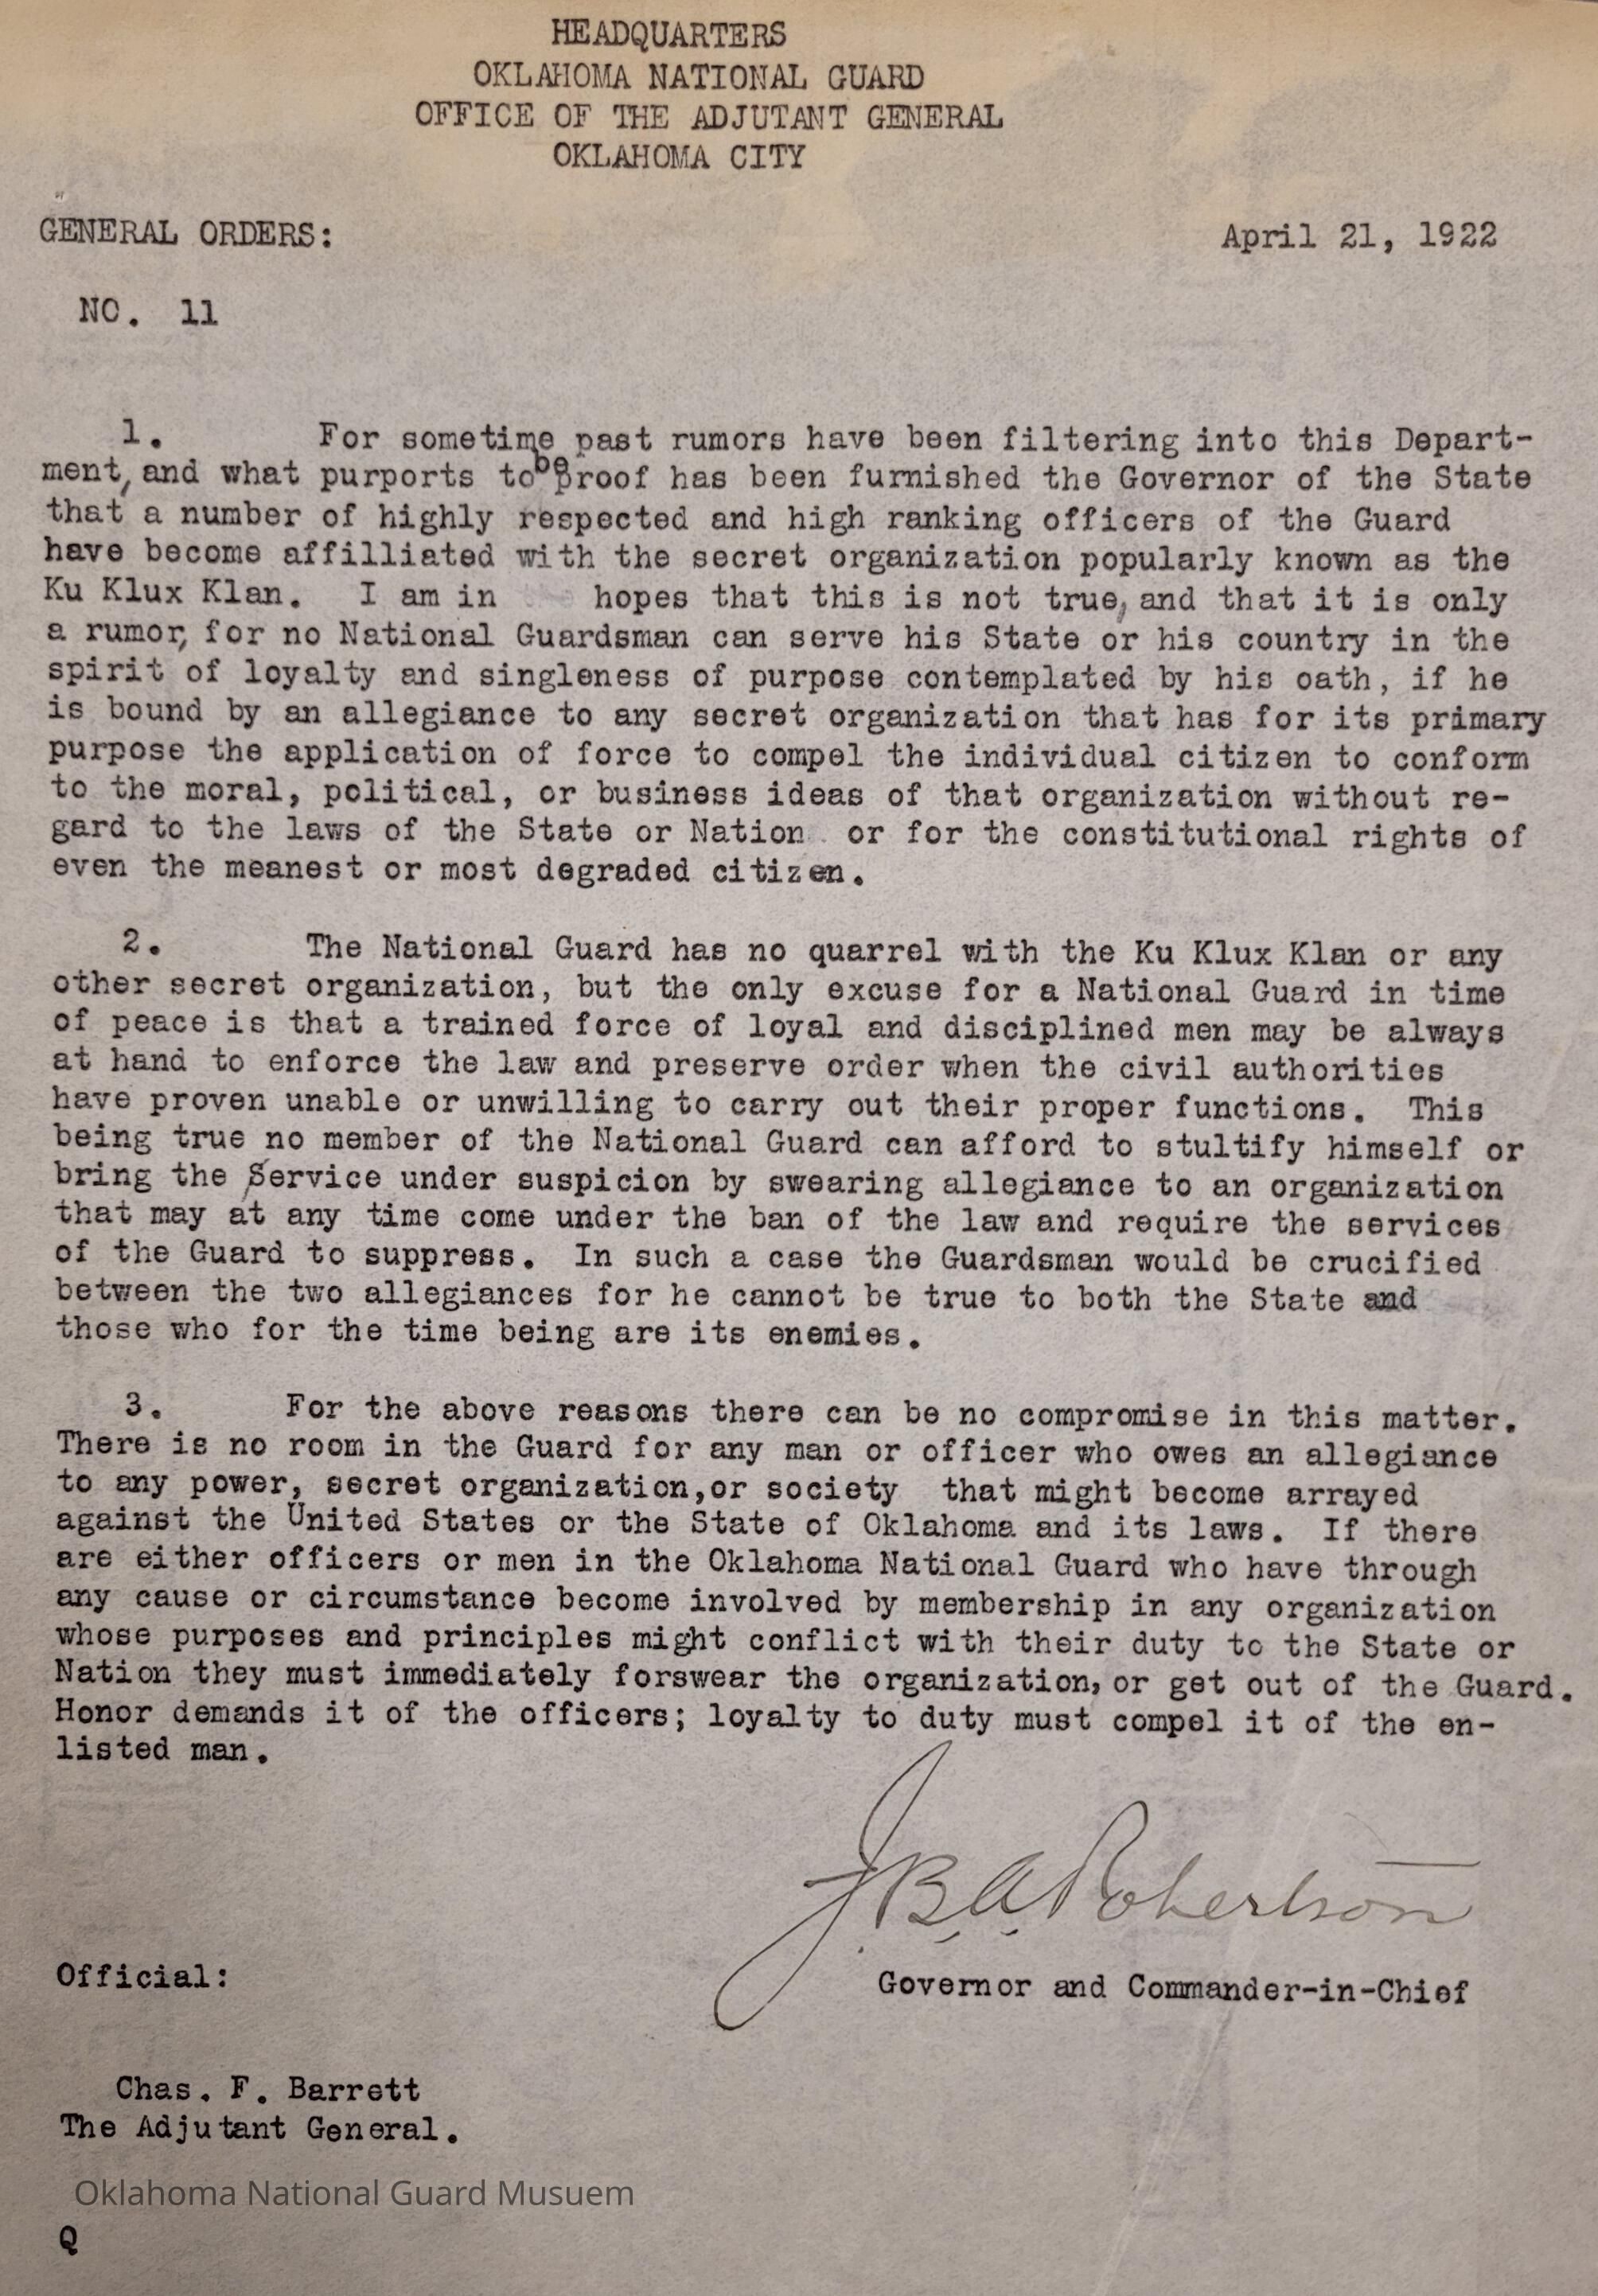 HEADQUARTERS
OKLAHOMA NATIONAL GUARD
OFFICE OF THE ADJUTANT GENERAL
OKLAHOMA CITY
GENERAL ORDERS:
April 21, 1922
NO. 11
1. For sometime past rumors have been filtering into this Depart-
ment, and what purports to be proof has been furnished the Governor of the State
that a number of highly respected and high ranking officers of the Guard
have become affilliated with the secret organization popularly known as the
Ku Klux Klan. I am in hopes that this is not true, and that it is only
a rumor, for no National Guardsman can serve his State or his country in the
spirit of loyalty and singleness of purpose contemplated by his oath, if he
is bound by an allegiance to any secret organization that has for its primary
purpose the application of force to compel the individual citizen to conform
to the moral, political, or business ideas of that organization without re-
gard to the laws of the State or Nation or for the constitutional rights of
even the meanest or most degraded citizen.
2. The National Guard has no quarrel with the Ku Klux Klan or any
other secret organization, but the only excuse for a National Guard in time
of peace is that a trained force of loyal and disciplined men may be always
at hand to enforce the law and preserve order when the civil authorities
have proven unable or unwilling to carry out their proper functions. This
being true no member of the National Guard can afford to stultify himself or
bring the Service under suspicion by swearing allegiance to an organization
that may at any time come under the ban of the law and require the services
of the Guard to suppress. In such a case the Guardsman would be crucified
between the two allegiances for he cannot be true to both the State and
those who for the time being are its enemies.
3. For the above reasons there can be no compromise in this matter.
There is no room in the Guard for any man or officer who owes an allegiance
to any power, secret organization,or society that might become arrayed
against the United States or the State of Oklahoma and its laws. If there
are either officers or men in the Oklahoma National Guard who have through
any cause or circumstance become involved by membership in any organization
whose purposes and principles might conflict with their duty to the State or
Nation they must immediately forswear the organization, or get out of the Guard.
Honor demands it of the officers; loyalty to duty must compel it of the en-
listed man.
J.B.A. Robertson
Official:
Governor and Commander-in-Chief
Chas. F. Barrett
The Adjutant General.
Oklahoma National Guard Musuem
Q